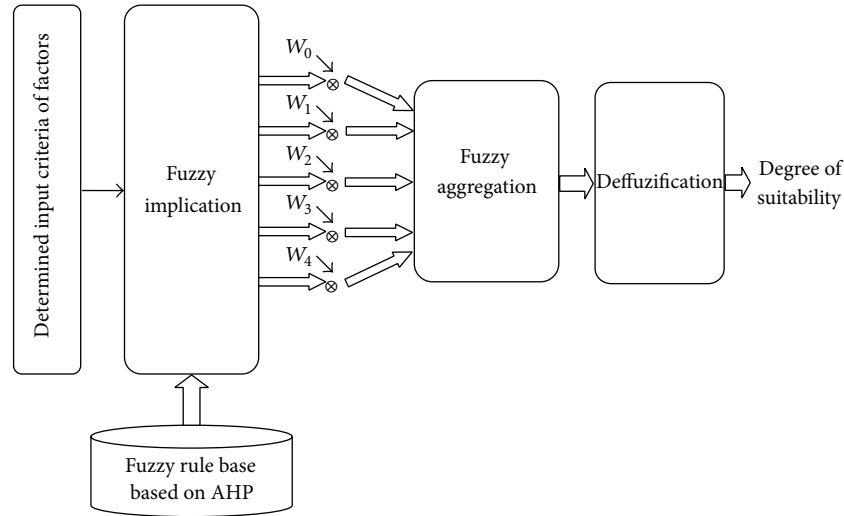 Determined input criteria of factors
Fuzzy
implication
W0
W1
W2
W3
W4
Fuzzy
aggregation
Deffuzification
Degree of
suitability
Fuzzy rule base
based on AHP